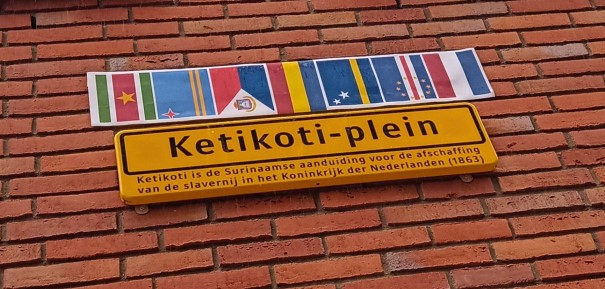 Ketikoti-plein
Ketikoti is de Surinaamse aanduiding voor de afschaffing
van de slavernij in het Koninkrijk der Nederlanden (1863)